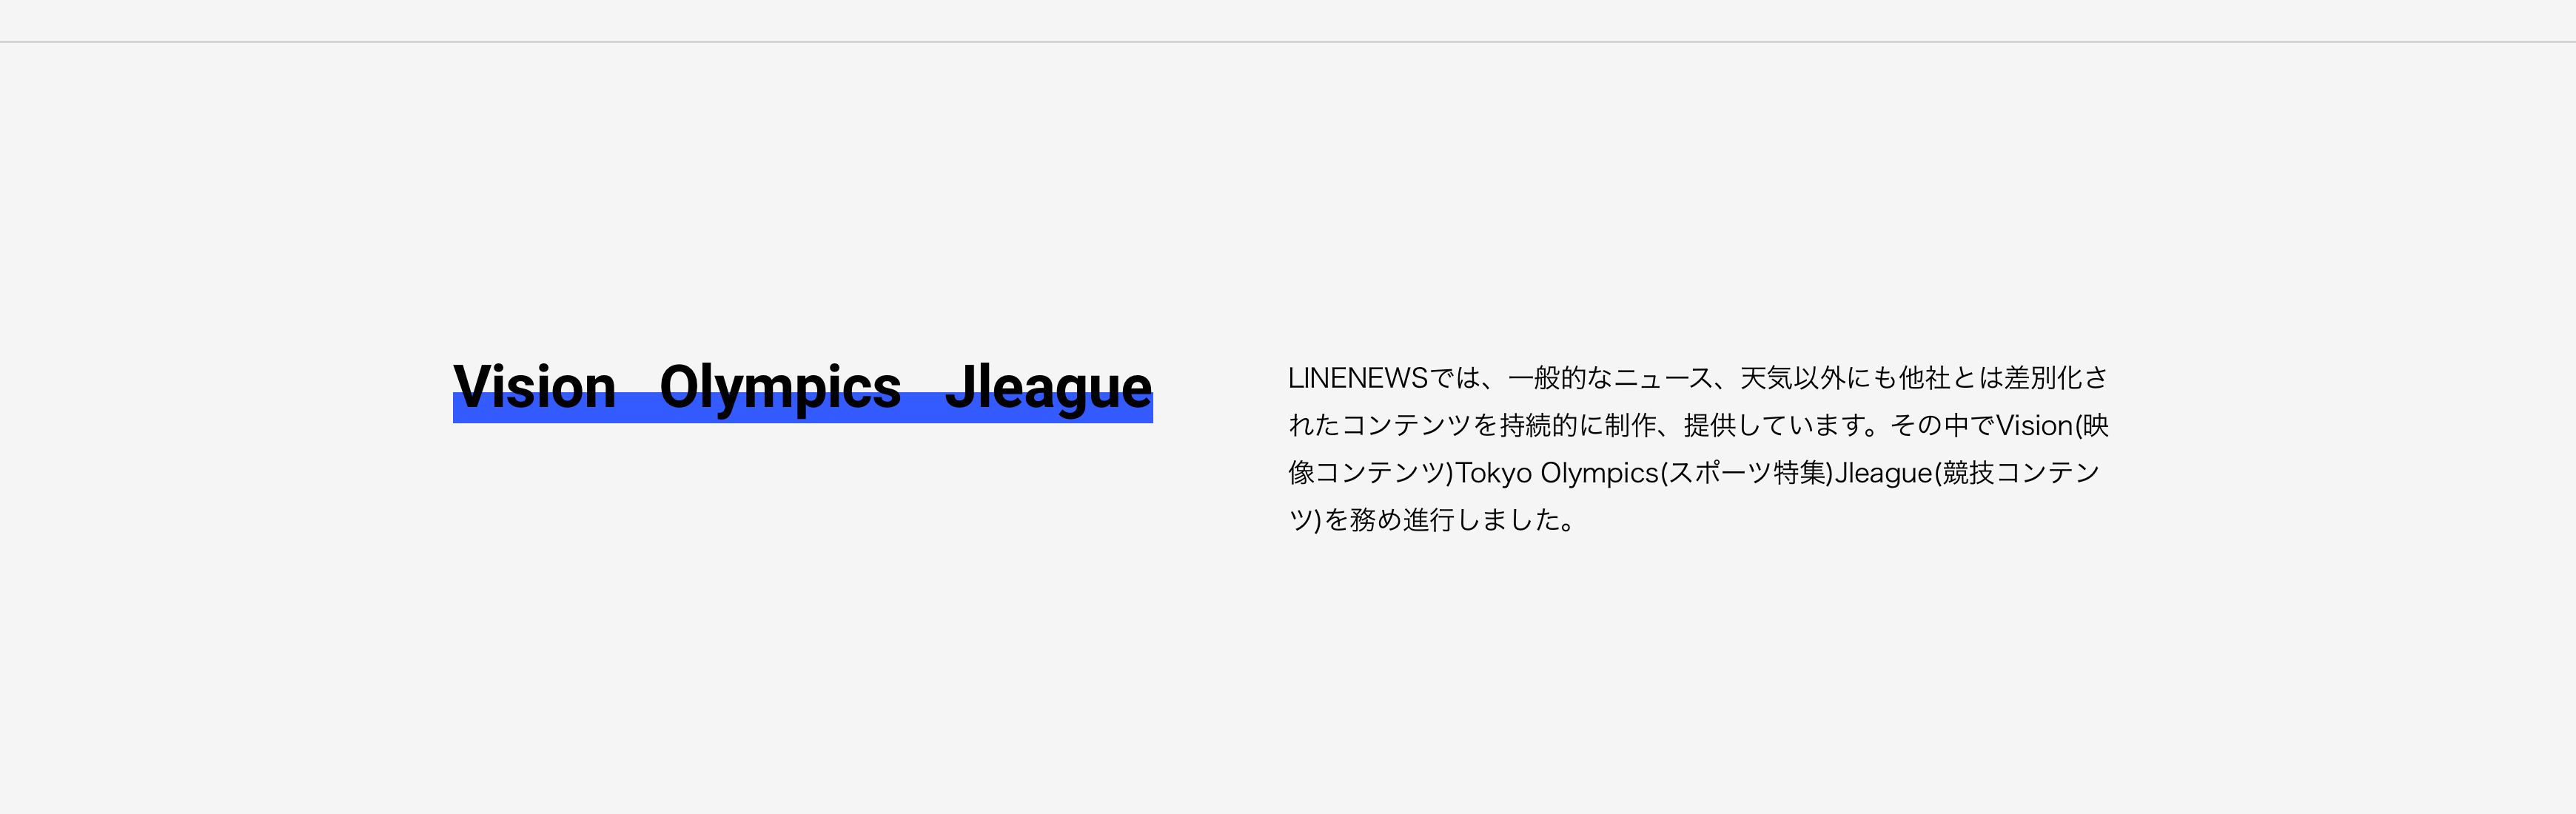 Vision Olympics Jleague
LINENEWSでは、一般的なニュース、天気以外にも他社とは差別化さ
れたコンテンツを持続的に制作、提供しています。その中でVision(映
像コンテンツ)Tokyo Olympics(スポーツ特集)Jleague(競技コンテン
ツ)を務め進行しました。